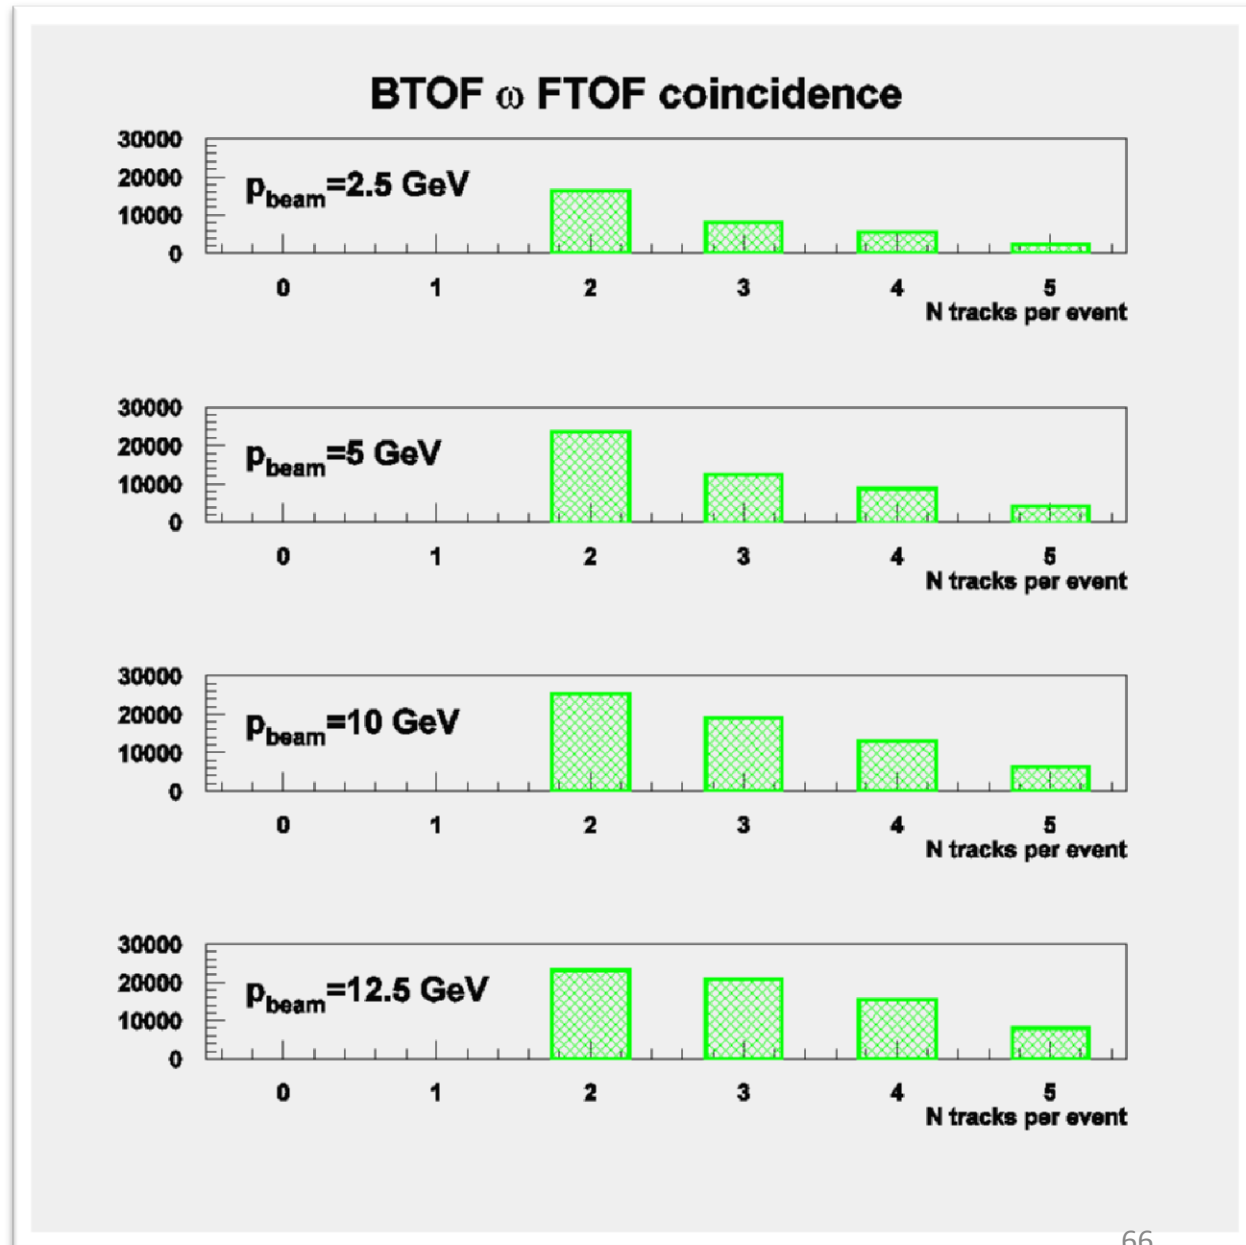 BTOF ω FTOF coincidence
30000
20000
10000
0
p_beam=2.5 GeV
0 1 2 3 4 5
N tracks per event
30000
20000
10000
0
p_beam=5 GeV
0 1 2 3 4 5
N tracks per event
30000
20000
10000
0
p_beam=10 GeV
0 1 2 3 4 5
N tracks per event
30000
20000
10000
0
p_beam=12.5 GeV
0 1 2 3 4 5
N tracks per event
66